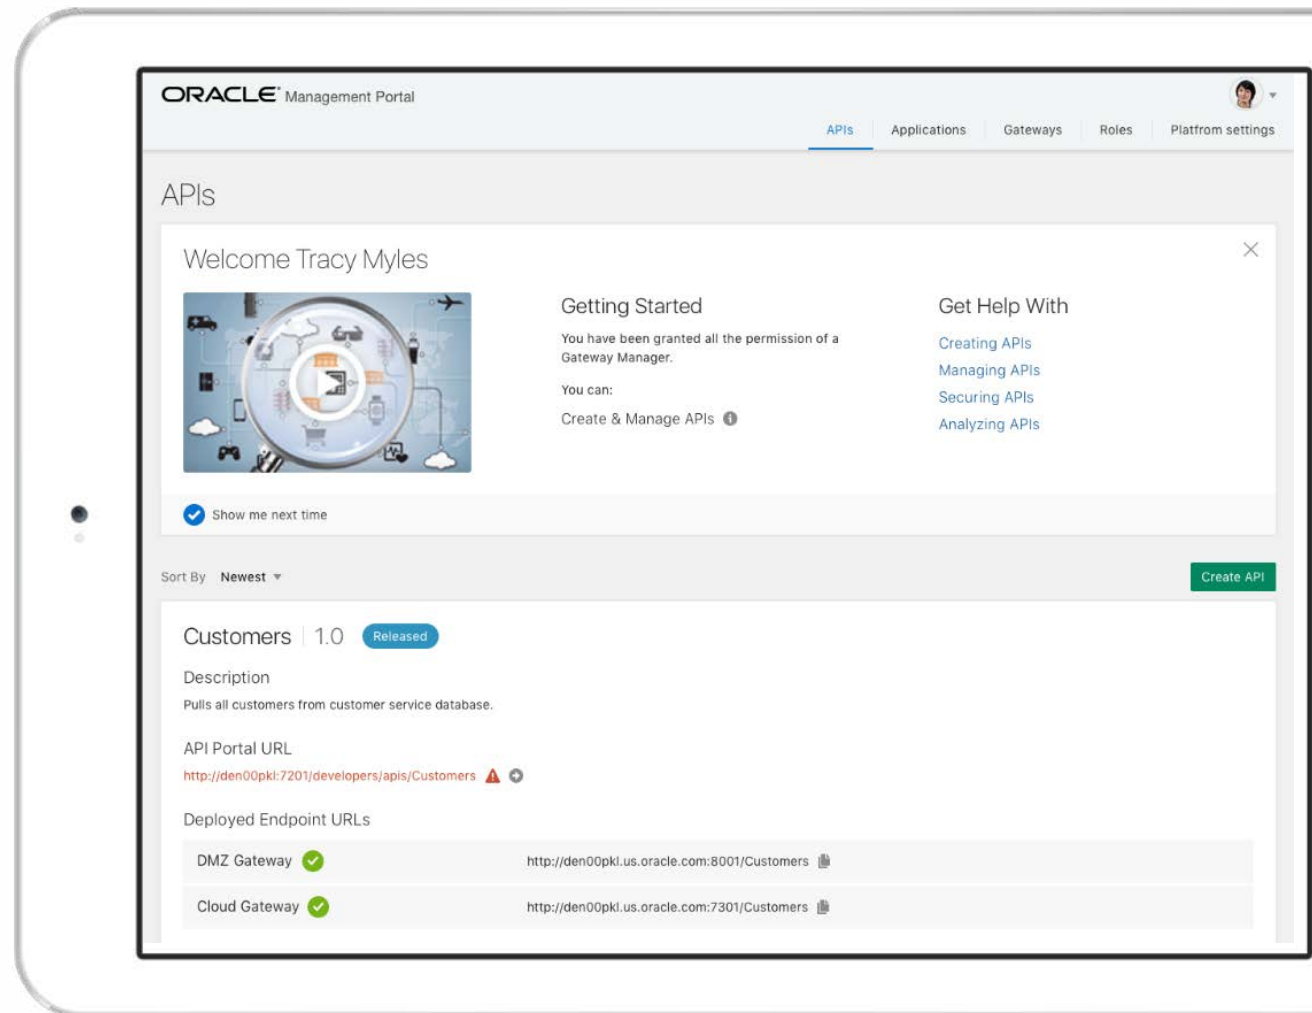 ORACLE® Management Portal
APIs Applications Gateways Roles Platfrom settings
APIs
Welcome Tracy Myles
Getting Started
You have been granted all the permission of a
Gateway Manager.
You can:
Create & Manage APIs
Get Help With
Creating APIs
Managing APIs
Securing APIs
Analyzing APIs
Show me next time
Sort By Newest
Create API
Customers 1.0 Released
Description
Pulls all customers from customer service database.
API Portal URL
http://den00pkl:7201/developers/apis/Customers
Deployed Endpoint URLs
DMZ Gateway http://den00pkl.us.oracle.com:8001/Customers
Cloud Gateway http://den00pkl.us.oracle.com:7301/Customers